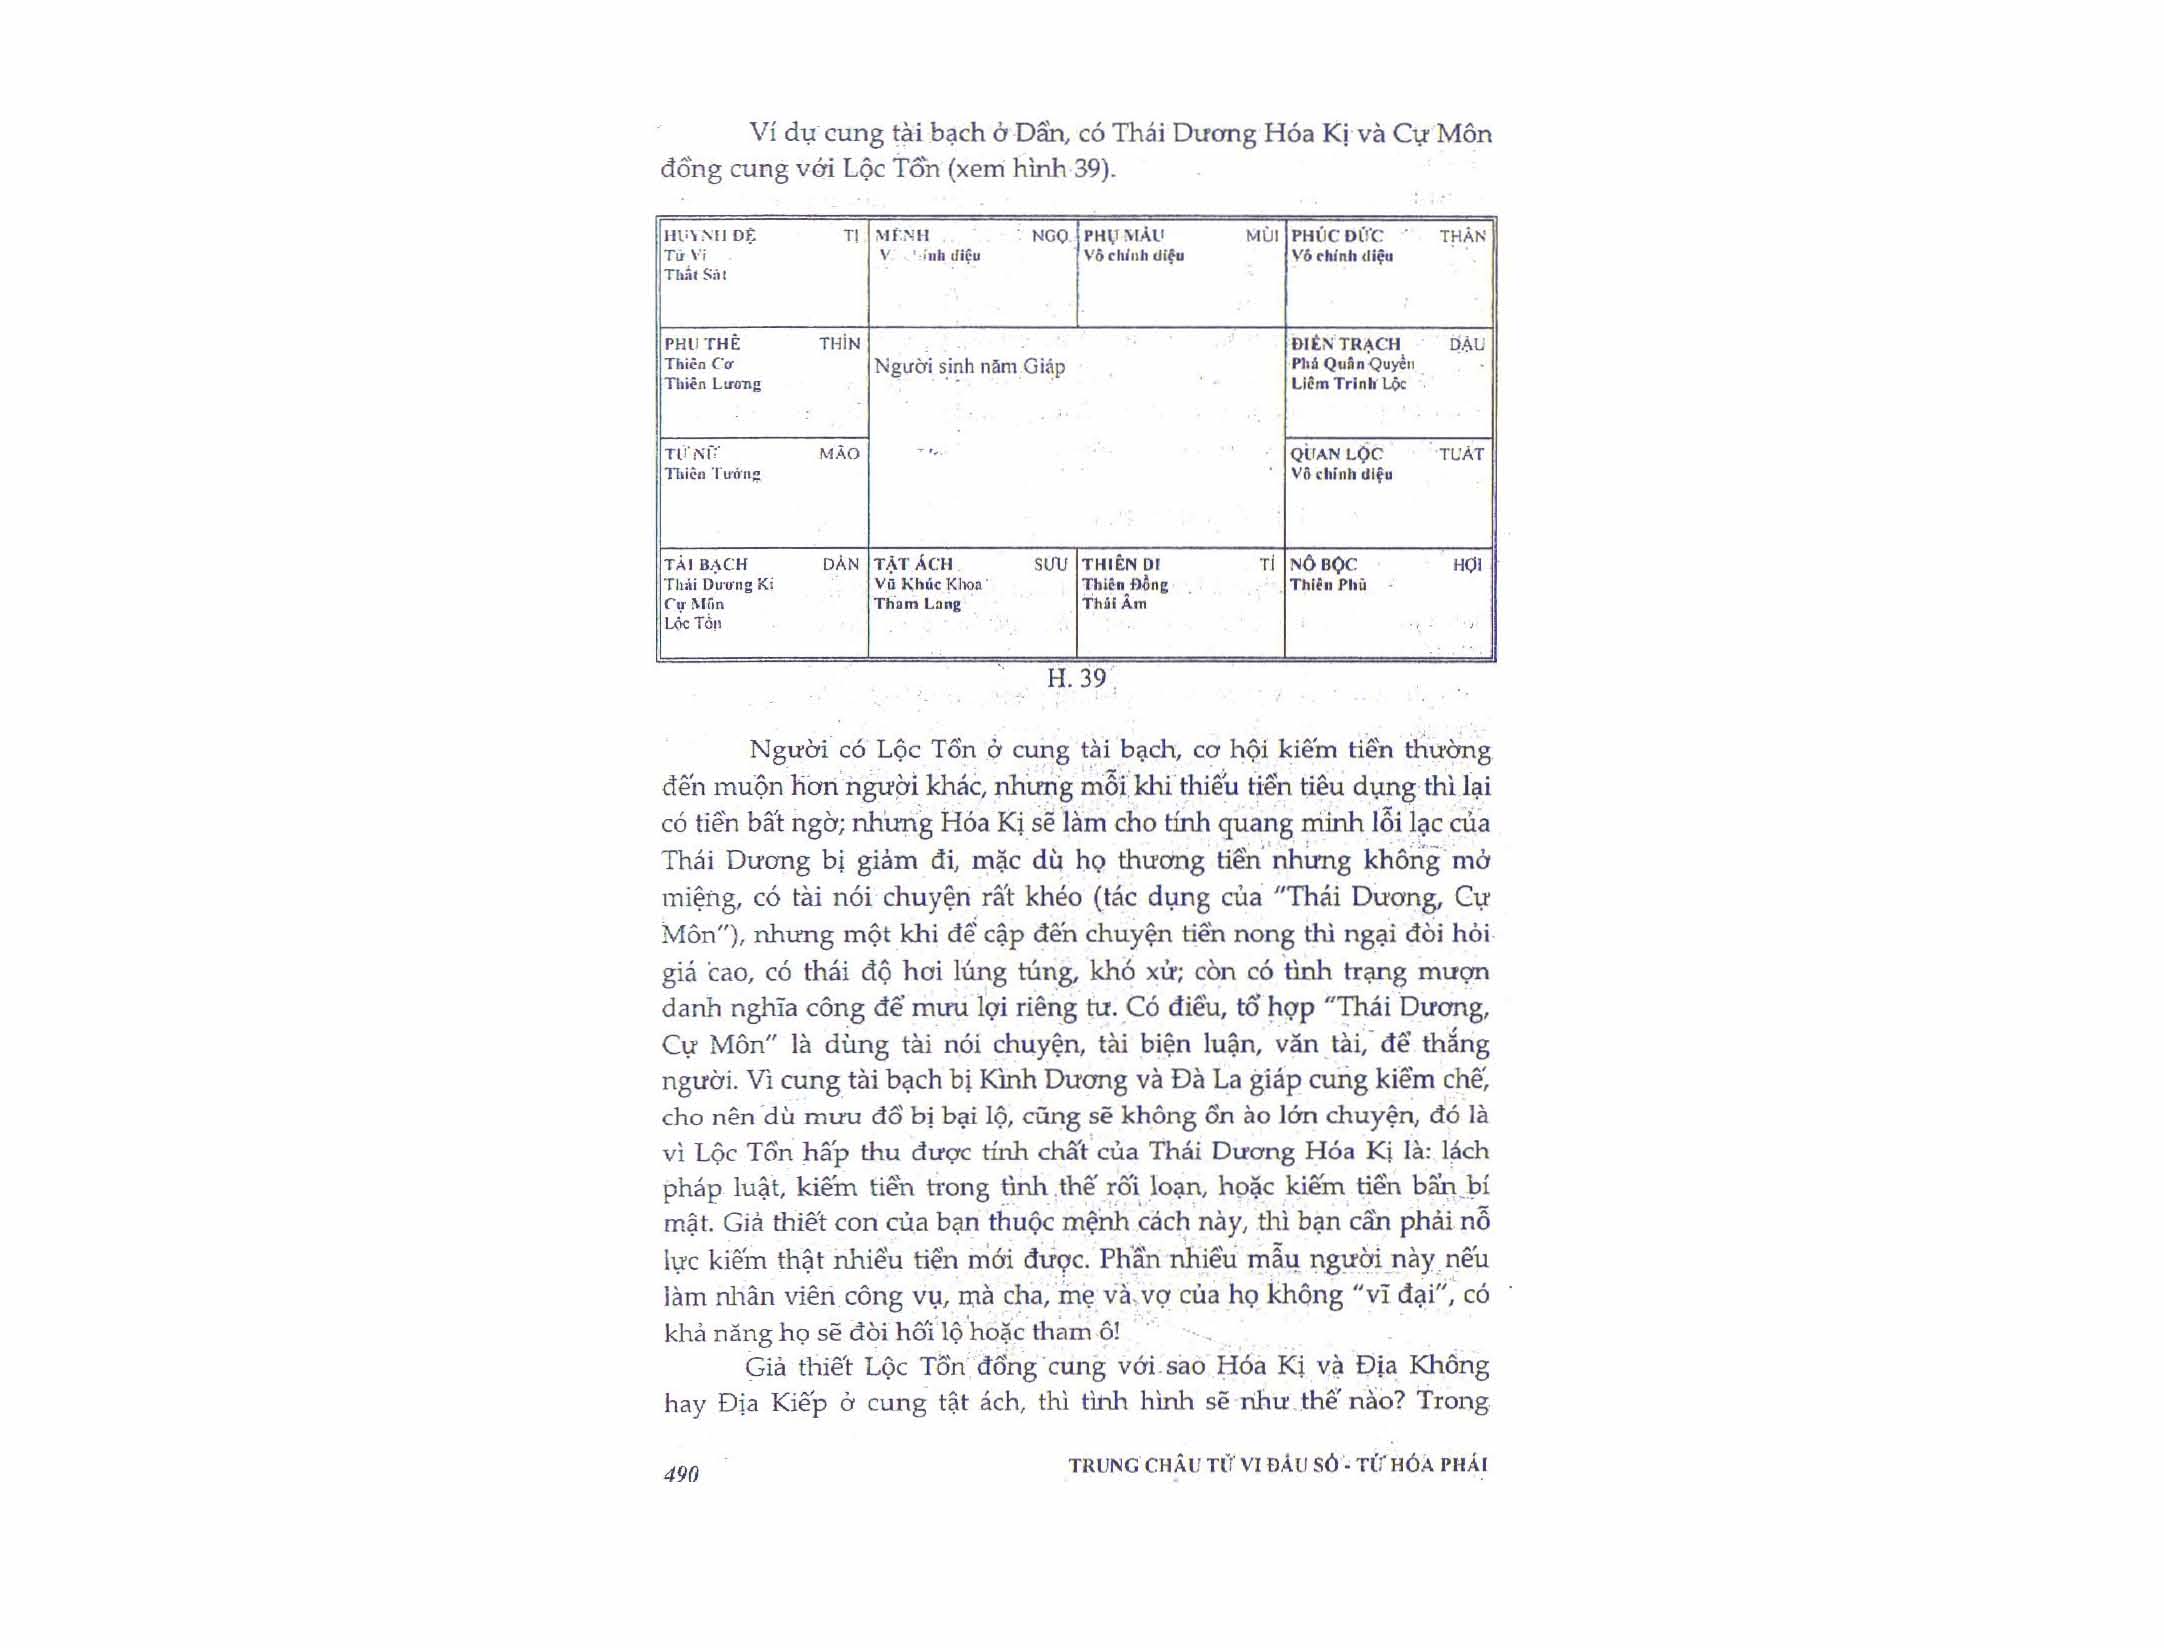 Ví dụ cung tài bạch ở Dần, có Thái Dương Hóa Kị và Cự Môn
đồng cung với Lộc Tồn (xem hình 39).
HUYNH ĐỆ TỊ
Tử Vi
Thất Sát
MỆNH NGỌ
diệu
PHỤ MẪU MÙI
Vô chính diệu
PHÚC ĐỨC THÂN
Vô chính diệu
PHU THÊ THÌN
Thiên Cơ
Thiên Lương
Người sinh năm Giáp
ĐIỀN TRẠCH DẬU
Phá Quân Quyền
Liêm Trinh Lộc
TỬ NỮ MÃO
Thiên Tướng
QUAN LỘC TUẤT
Vô chính diệu
TÀI BẠCH DẦN
Thái Dương Kị
Cự Môn
Lộc Tồn
TẬT ÁCH SỬU
Vũ Khúc Khoa
Tham Lang
THIÊN DI TÍ
Thiên Đồng
Thái Âm
NÔ BỘC HỢI
Thiên Phủ
H. 39
Người có Lộc Tồn ở cung tài bạch, cơ hội kiếm tiền thường
đến muộn hơn người khác, nhưng mỗi khi thiếu tiền tiêu dụng thì lại
có tiền bất ngờ; nhưng Hóa Kị sẽ làm cho tính quang minh lỗi lạc của
Thái Dương bị giảm đi, mặc dù họ thương tiền nhưng không mở
miệng, có tài nói chuyện rất khéo (tác dụng của "Thái Dương, Cự
Môn"), nhưng một khi đề cập đến chuyện tiền nong thì ngại đòi hỏi
giá cao, có thái độ hơi lúng túng, khó xử; còn có tình trạng mượn
danh nghĩa công để mưu lợi riêng tư. Có điều, tổ hợp "Thái Dương,
Cự Môn" là dùng tài nói chuyện, tài biện luận, văn tài, để thắng
người. Vì cung tài bạch bị Kình Dương và Đà La giáp cung kiềm chế,
cho nên dù mưu đồ bị bại lộ, cũng sẽ không ồn ào lớn chuyện, đó là
vì Lộc Tồn hấp thu được tính chất của Thái Dương Hóa Kị là: lách
pháp luật, kiếm tiền trong tình thế rối loạn, hoặc kiếm tiền bẩn bí
mật. Giả thiết con của bạn thuộc mệnh cách này, thì bạn cần phải nỗ
lực kiếm thật nhiều tiền mới được. Phần nhiều mẫu người này nếu
làm nhân viên công vụ, mà cha, mẹ và vợ của họ không "vĩ đại", có
khả năng họ sẽ đòi hối lộ hoặc tham ô!
Giả thiết Lộc Tồn đồng cung với sao Hóa Kị và Địa Không
hay Địa Kiếp ở cung tật ách, thì tình hình sẽ như thế nào? Trong
490 TRUNG CHÂU TỬ VI ĐẨU SỐ - TỨ HÓA PHÁI